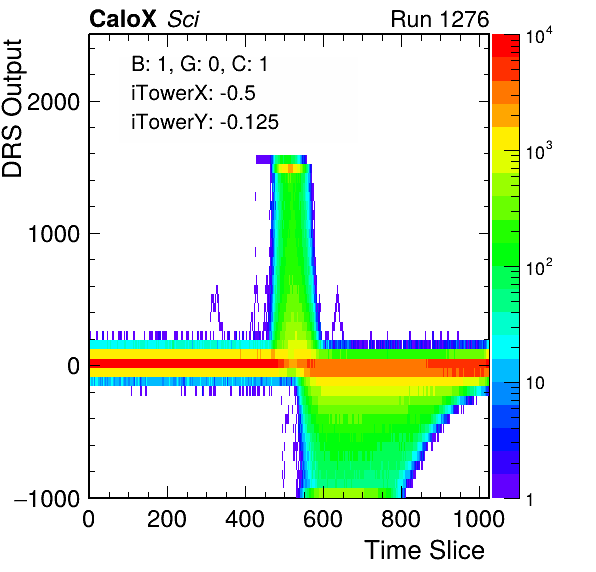 CaloX Sci Run 1276
B: 1, G: 0, C: 1
iTowerX: -0.5
iTowerY: -0.125
DRS Output
2000
1000
0
−1000
0 200 400 600 800 1000
Time Slice
10^4
10^3
10^2
10
1